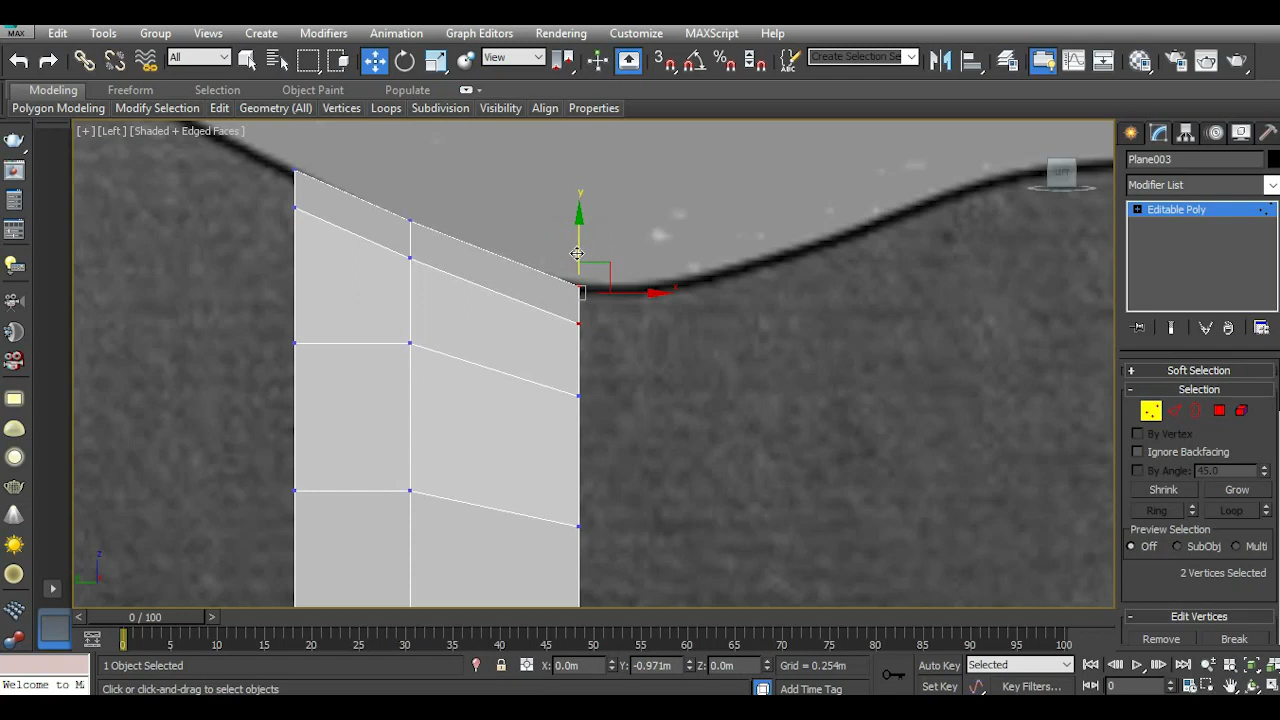 MAX Edit Tools Group Views Create Modifiers Animation Graph Editors Rendering Customize MAXScript Help
All View 3 Create Selection Se
Modeling Freeform Selection Object Paint Populate
Polygon Modeling Modify Selection Edit Geometry (All) Vertices Loops Subdivision Visibility Align Properties
[+] [Left] [Shaded + Edged Faces]
Plane003
Modifier List
Editable Poly
y
x
z
Soft Selection
Selection
By Vertex
Ignore Backfacing
By Angle: 45.0
Shrink Grow
Ring Loop
Preview Selection
Off SubObj Multi
2 Vertices Selected
Edit Vertices
Remove Break
< 0 / 100 >
0 5 10 15 20 25 30 35 40 45 50 55 60 65 70 75 80 85 90 95 100
1 Object Selected X: 0.0m Y: -0.971m Z: 0.0m Grid = 0.254m Auto Key Selected
Welcome to M
Click or click-and-drag to select objects Add Time Tag Set Key Key Filters... 0